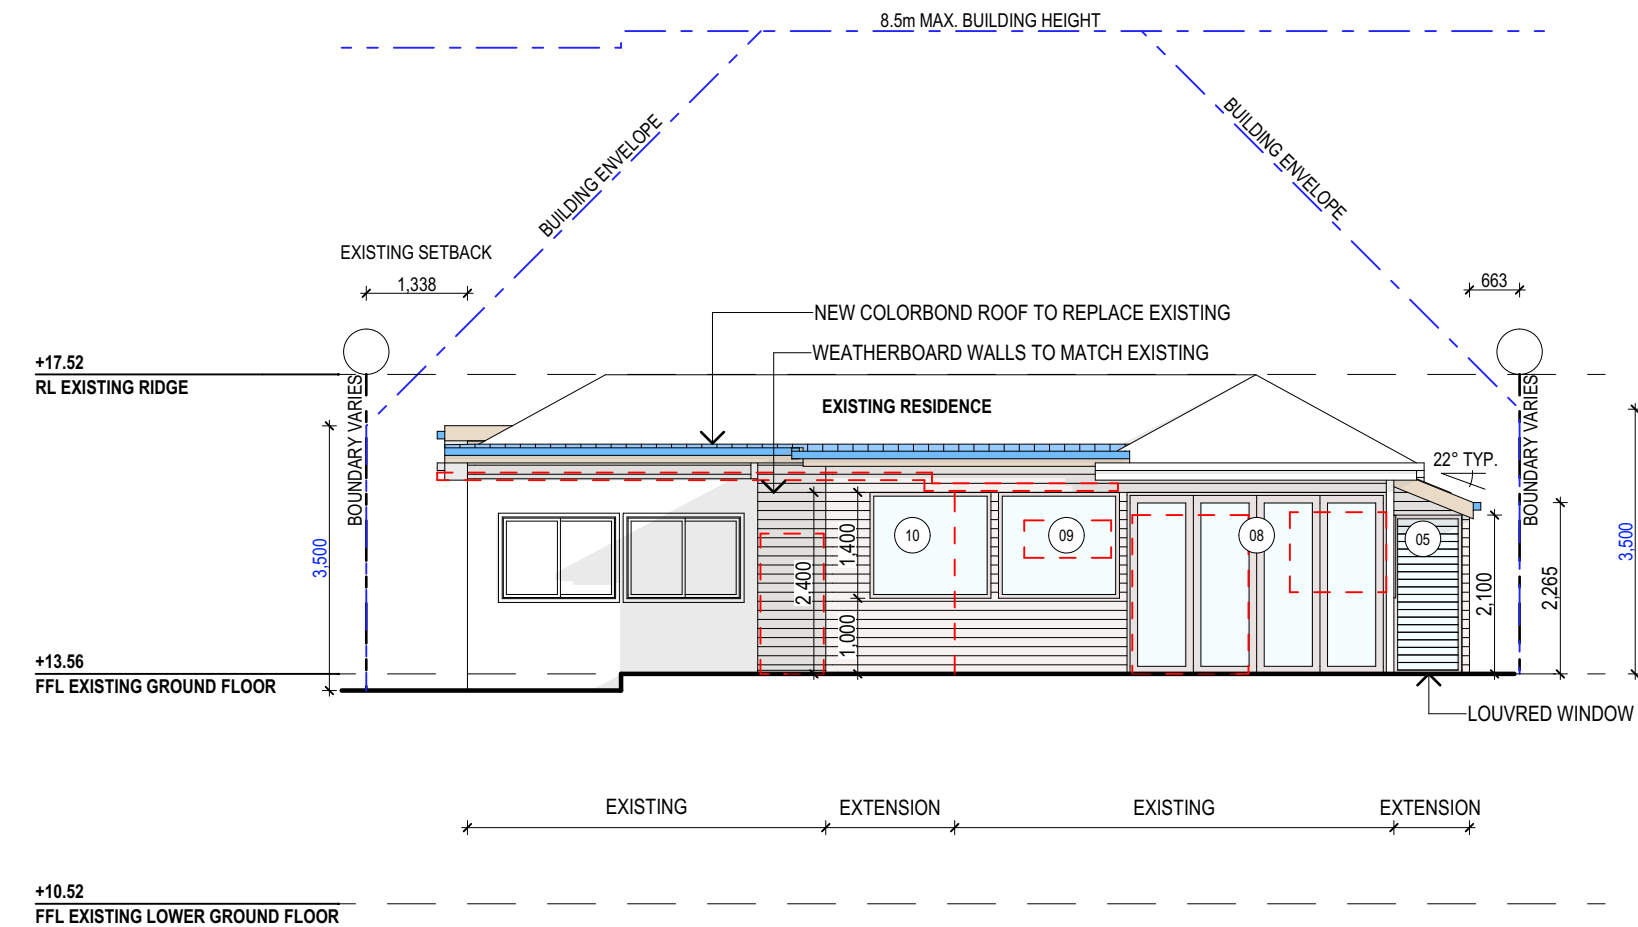 8.5m MAX. BUILDING HEIGHT
BUILDING ENVELOPE
BUILDING ENVELOPE
EXISTING SETBACK
1,338
663
NEW COLORBOND ROOF TO REPLACE EXISTING
WEATHERBOARD WALLS TO MATCH EXISTING
+17.52
RL EXISTING RIDGE
BOUNDARY VARIES
BOUNDARY VARIES
EXISTING RESIDENCE
22° TYP.
3,500
2,400
1,400
1,000
10
09
08
05
2,100
2,265
3,500
+13.56
FFL EXISTING GROUND FLOOR
LOUVRED WINDOW
EXISTING
EXTENSION
EXISTING
EXTENSION
+10.52
FFL EXISTING LOWER GROUND FLOOR